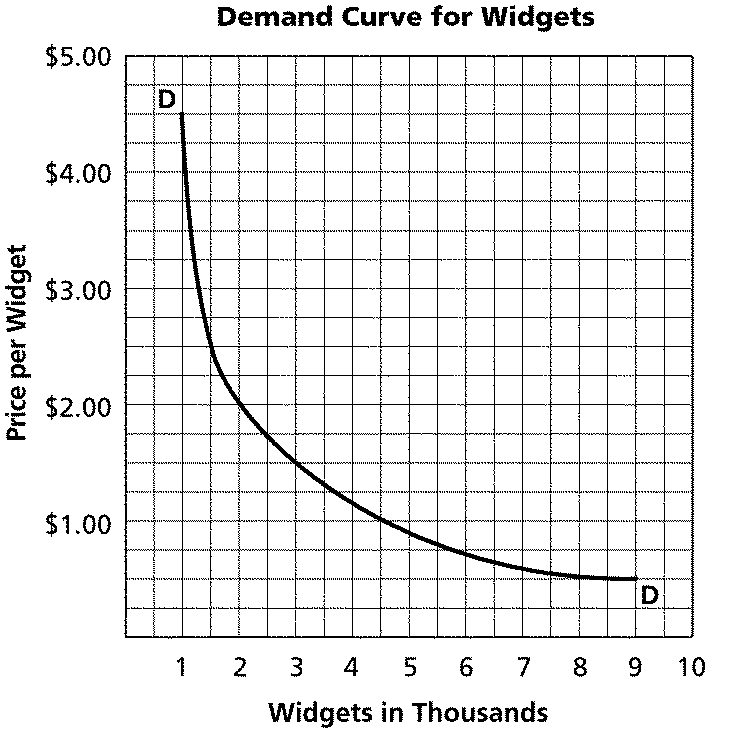 Demand Curve for Widgets
$5.00
D
$4.00
$3.00
$2.00
$1.00
D
Price per Widget
1 2 3 4 5 6 7 8 9 10
Widgets in Thousands